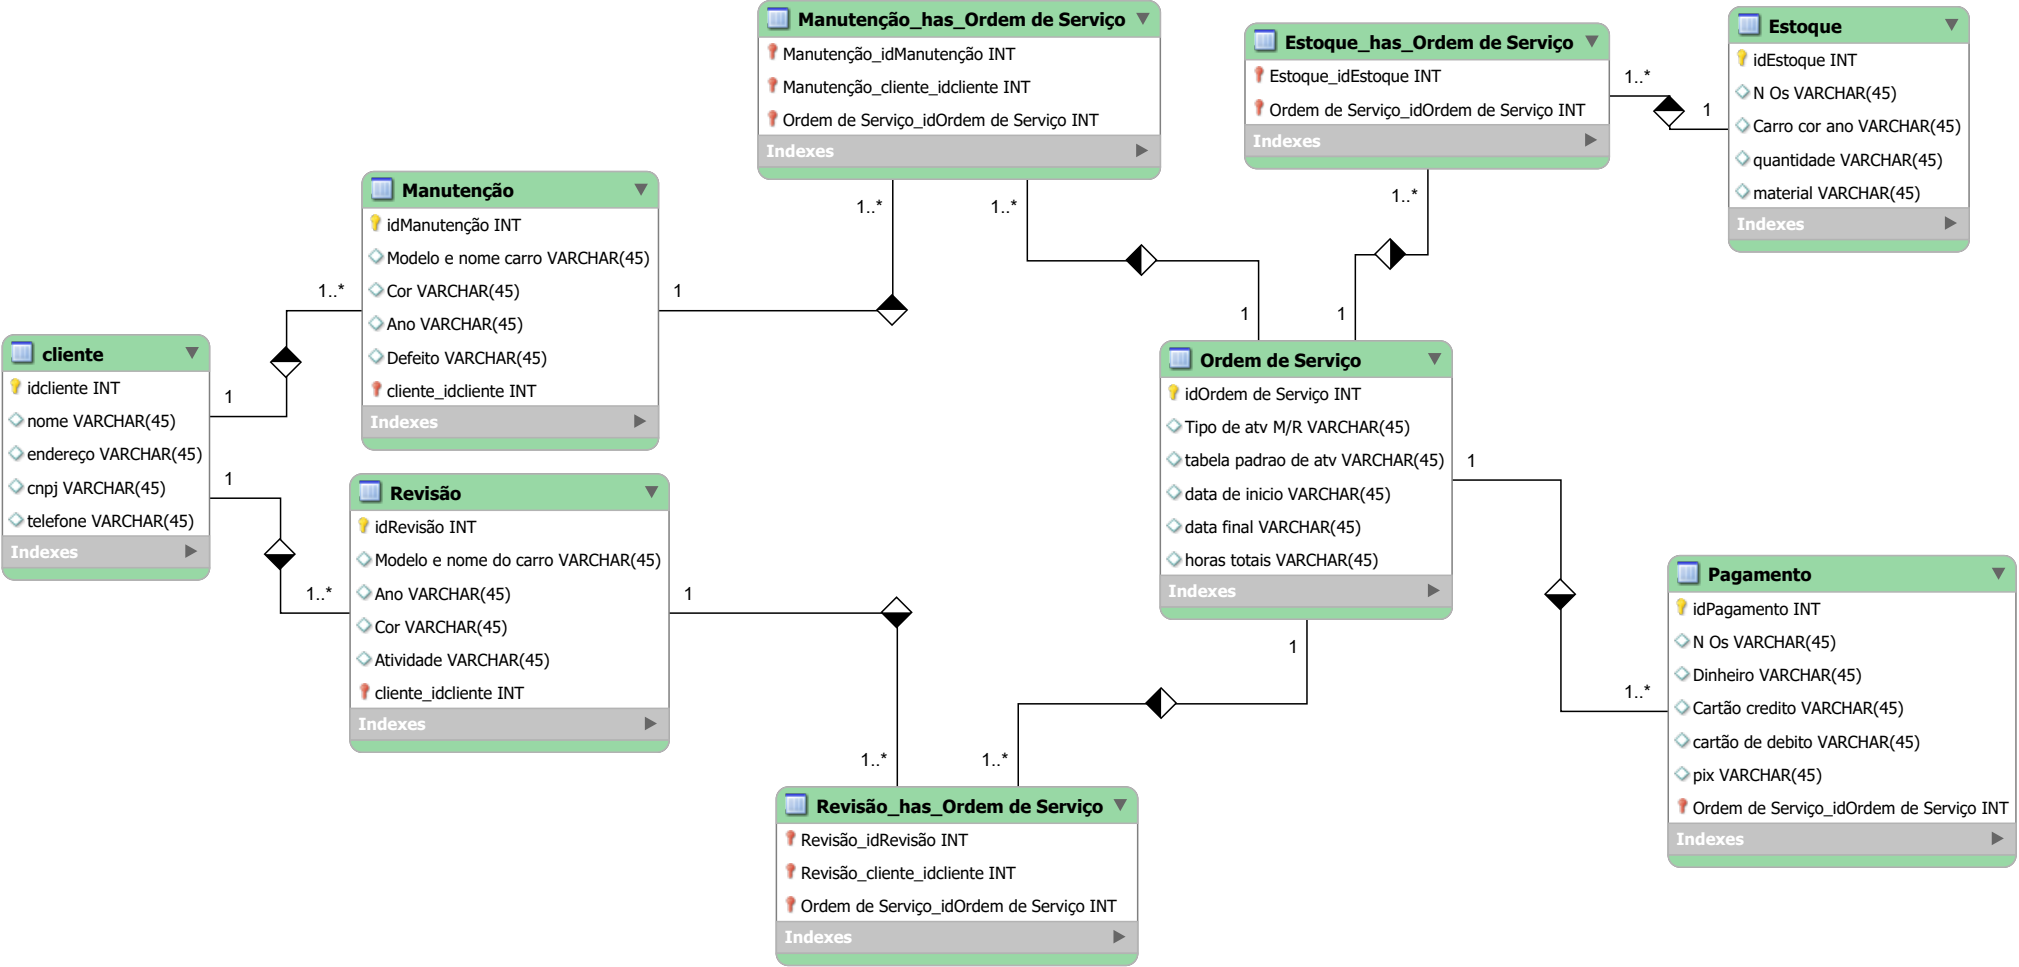 Manutenção_has_Ordem de Serviço
Manutenção_idManutenção INT
Manutenção_cliente_idcliente INT
Ordem de Serviço_idOrdem de Serviço INT
Indexes
Estoque_has_Ordem de Serviço
Estoque_idEstoque INT
Ordem de Serviço_idOrdem de Serviço INT
Indexes
Estoque
idEstoque INT
N Os VARCHAR(45)
Carro cor ano VARCHAR(45)
quantidade VARCHAR(45)
material VARCHAR(45)
Indexes
1..*
1
1..*
1..*
1..*
1
1
Manutenção
idManutenção INT
Modelo e nome carro VARCHAR(45)
Cor VARCHAR(45)
Ano VARCHAR(45)
Defeito VARCHAR(45)
cliente_idcliente INT
Indexes
1..*
1
cliente
idcliente INT
nome VARCHAR(45)
endereço VARCHAR(45)
cnpj VARCHAR(45)
telefone VARCHAR(45)
Indexes
1
1
1..*
Revisão
idRevisão INT
Modelo e nome do carro VARCHAR(45)
Ano VARCHAR(45)
Cor VARCHAR(45)
Atividade VARCHAR(45)
cliente_idcliente INT
Indexes
1
Ordem de Serviço
idOrdem de Serviço INT
Tipo de atv M/R VARCHAR(45)
tabela padrao de atv VARCHAR(45)
data de inicio VARCHAR(45)
data final VARCHAR(45)
horas totais VARCHAR(45)
Indexes
1
1
1..*
Pagamento
idPagamento INT
N Os VARCHAR(45)
Dinheiro VARCHAR(45)
Cartão credito VARCHAR(45)
cartão de debito VARCHAR(45)
pix VARCHAR(45)
Ordem de Serviço_idOrdem de Serviço INT
Indexes
1..*
1..*
Revisão_has_Ordem de Serviço
Revisão_idRevisão INT
Revisão_cliente_idcliente INT
Ordem de Serviço_idOrdem de Serviço INT
Indexes